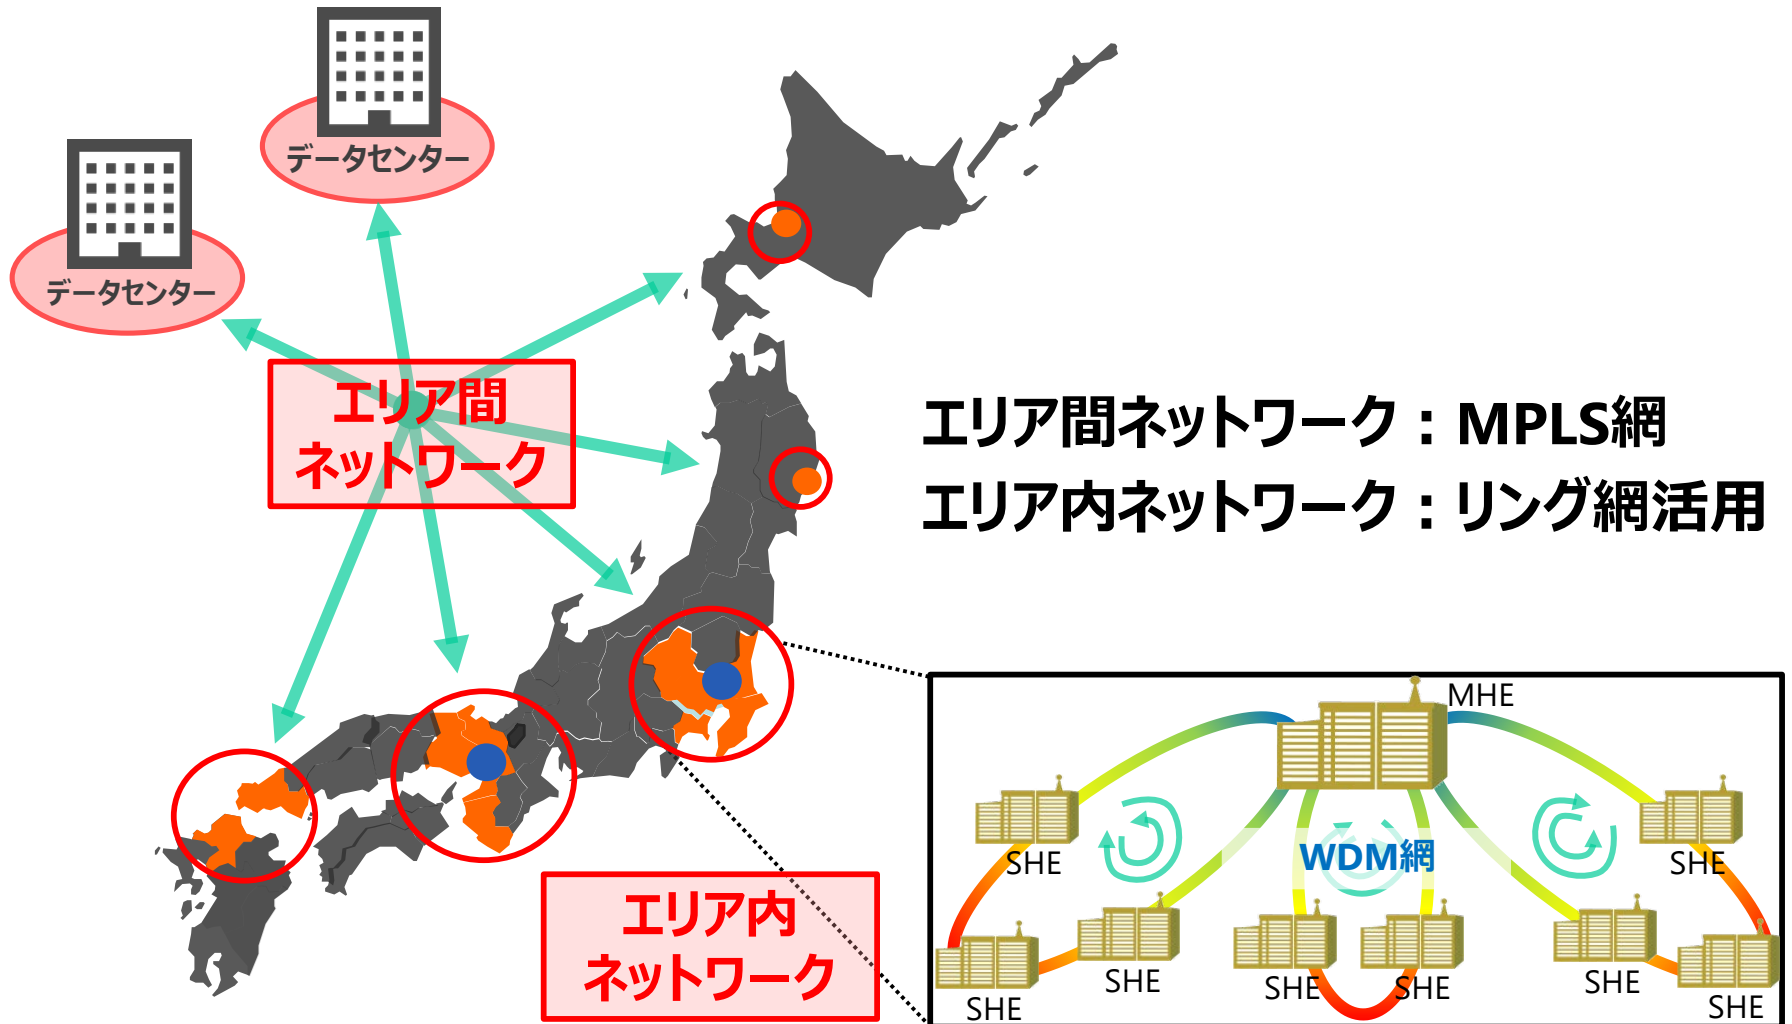 データセンター
データセンター
エリア間
ネットワーク
エリア間ネットワーク：MPLS網
エリア内ネットワーク：リング網活用
エリア内
ネットワーク
MHE
SHE
WDM網
SHE
SHE
SHE
SHE
SHE
SHE
SHE